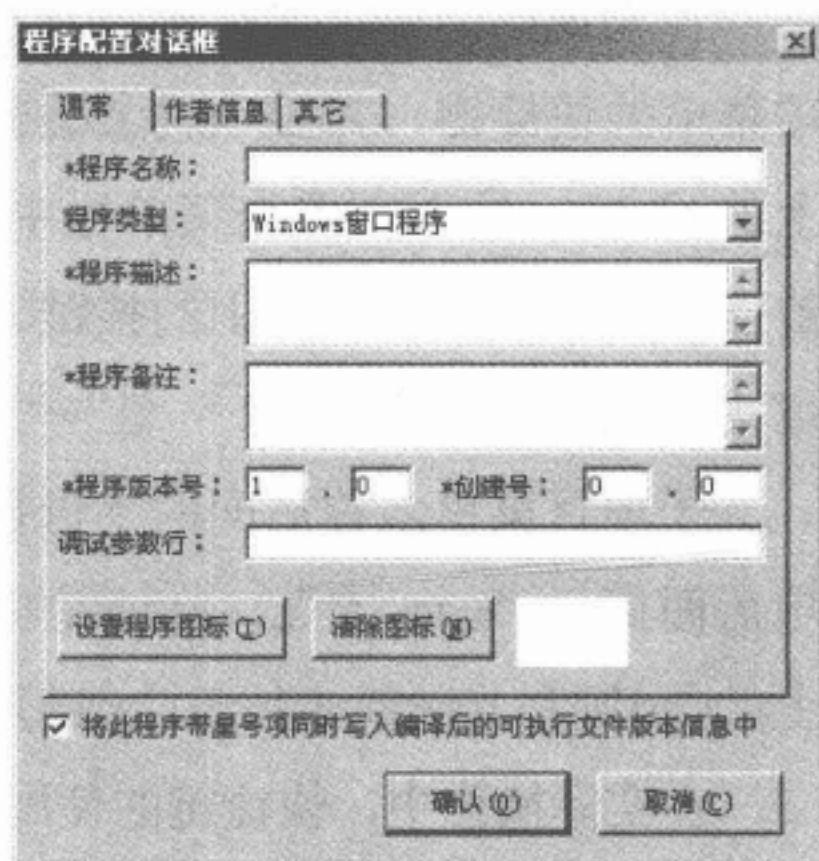 程序配置对话框
通常 作者信息 其它
*程序名称：
程序类型： Windows窗口程序
*程序描述：
*程序备注：
*程序版本号： 1 . 0 *创建号： 0 . 0
调试参数行：
设置程序图标(T) 清除图标(N)
将此程序带星号项同时写入编译后的可执行文件版本信息中
确认(O) 取消(C)